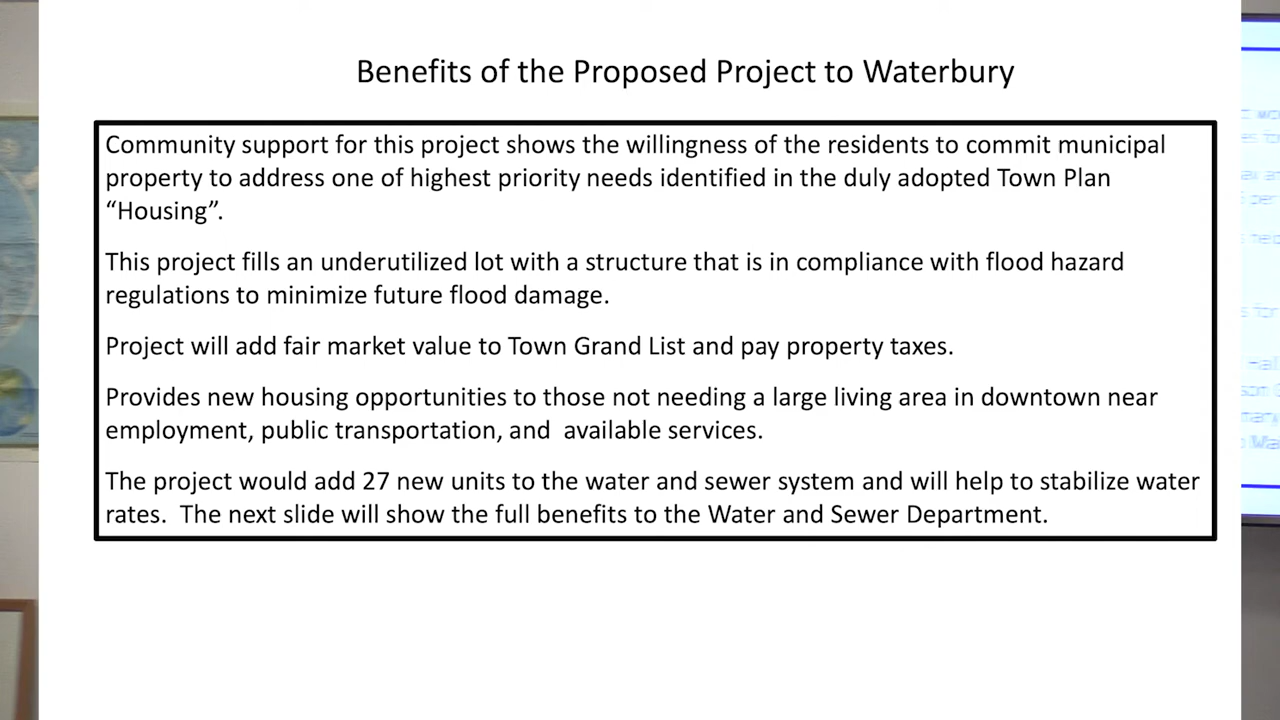 Benefits of the Proposed Project to Waterbury
Community support for this project shows the willingness of the residents to commit municipal
property to address one of highest priority needs identified in the duly adopted Town Plan
“Housing”.
This project fills an underutilized lot with a structure that is in compliance with flood hazard
regulations to minimize future flood damage.
Project will add fair market value to Town Grand List and pay property taxes.
Provides new housing opportunities to those not needing a large living area in downtown near
employment, public transportation, and  available services.
The project would add 27 new units to the water and sewer system and will help to stabilize water
rates.  The next slide will show the full benefits to the Water and Sewer Department.